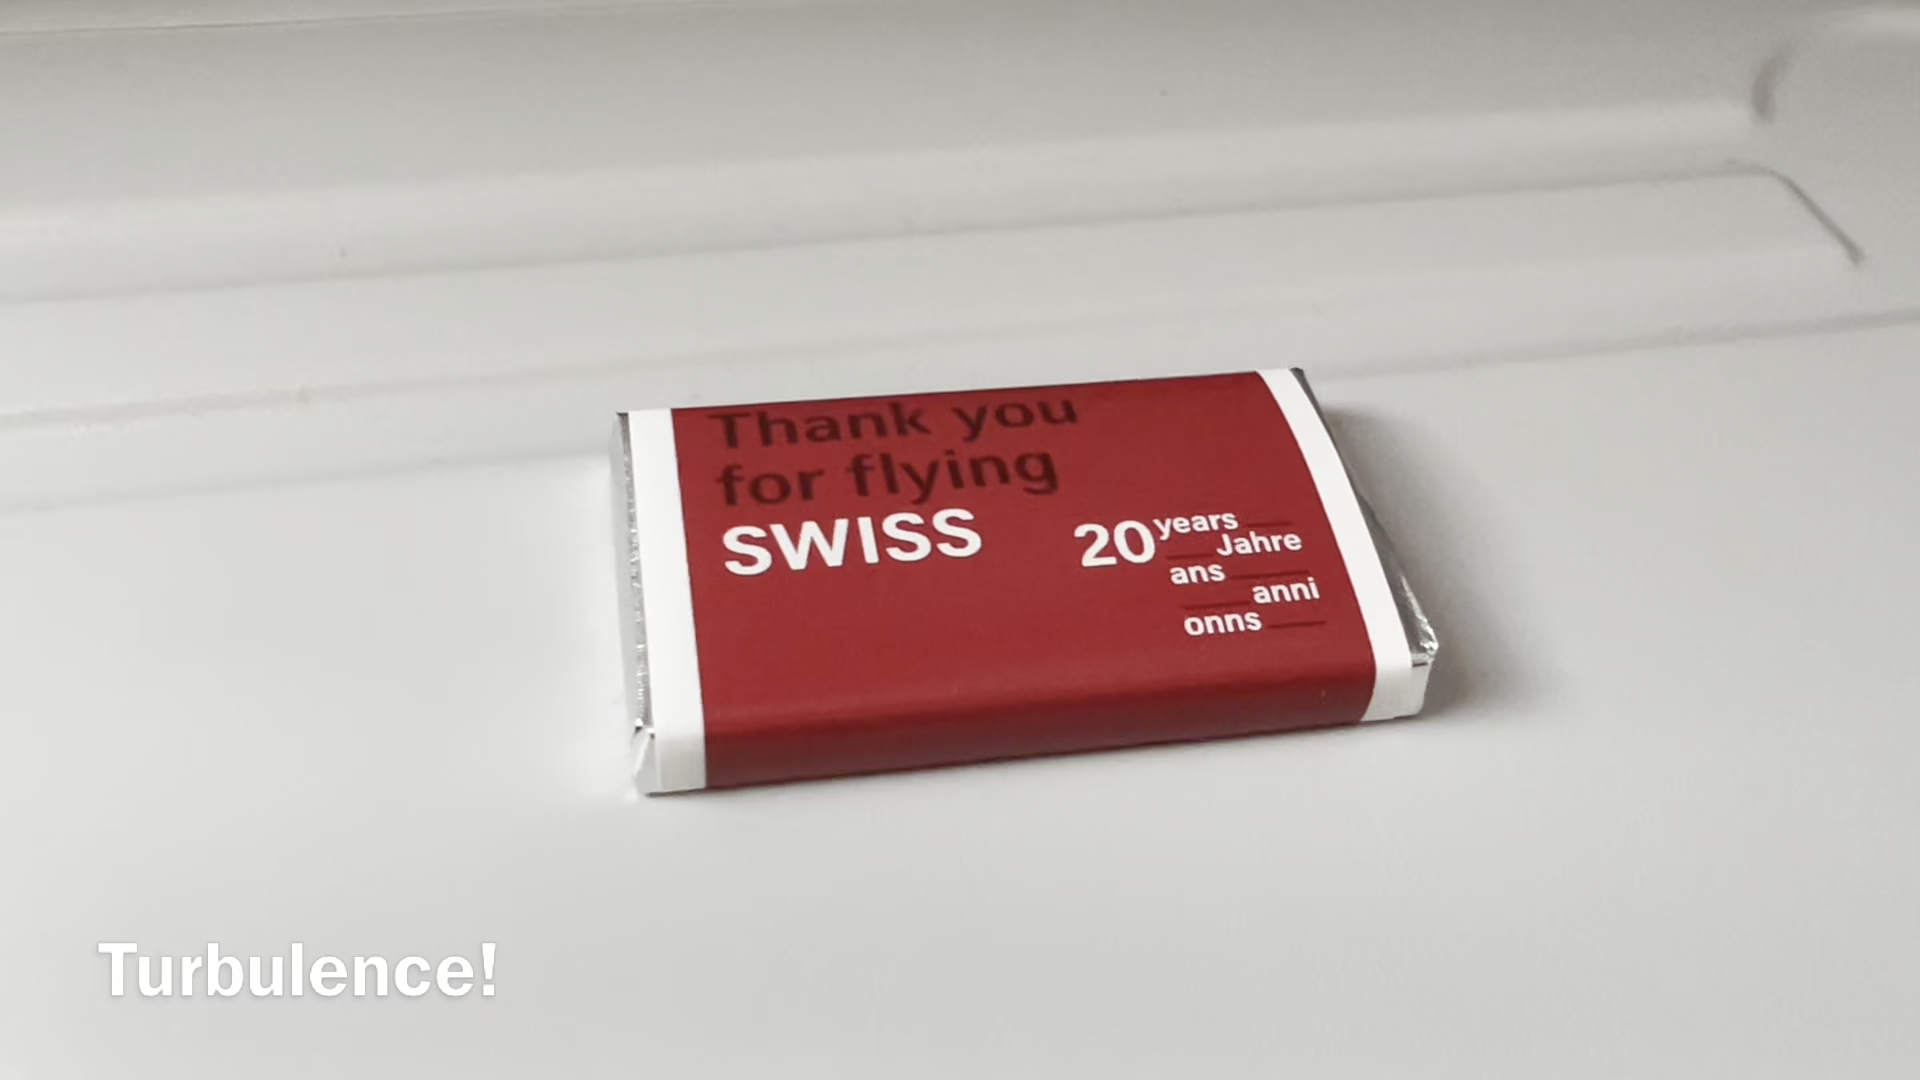 Thank you
for flying
SWISS
20 years
Jahre
ans
anni
onns
Turbulence!